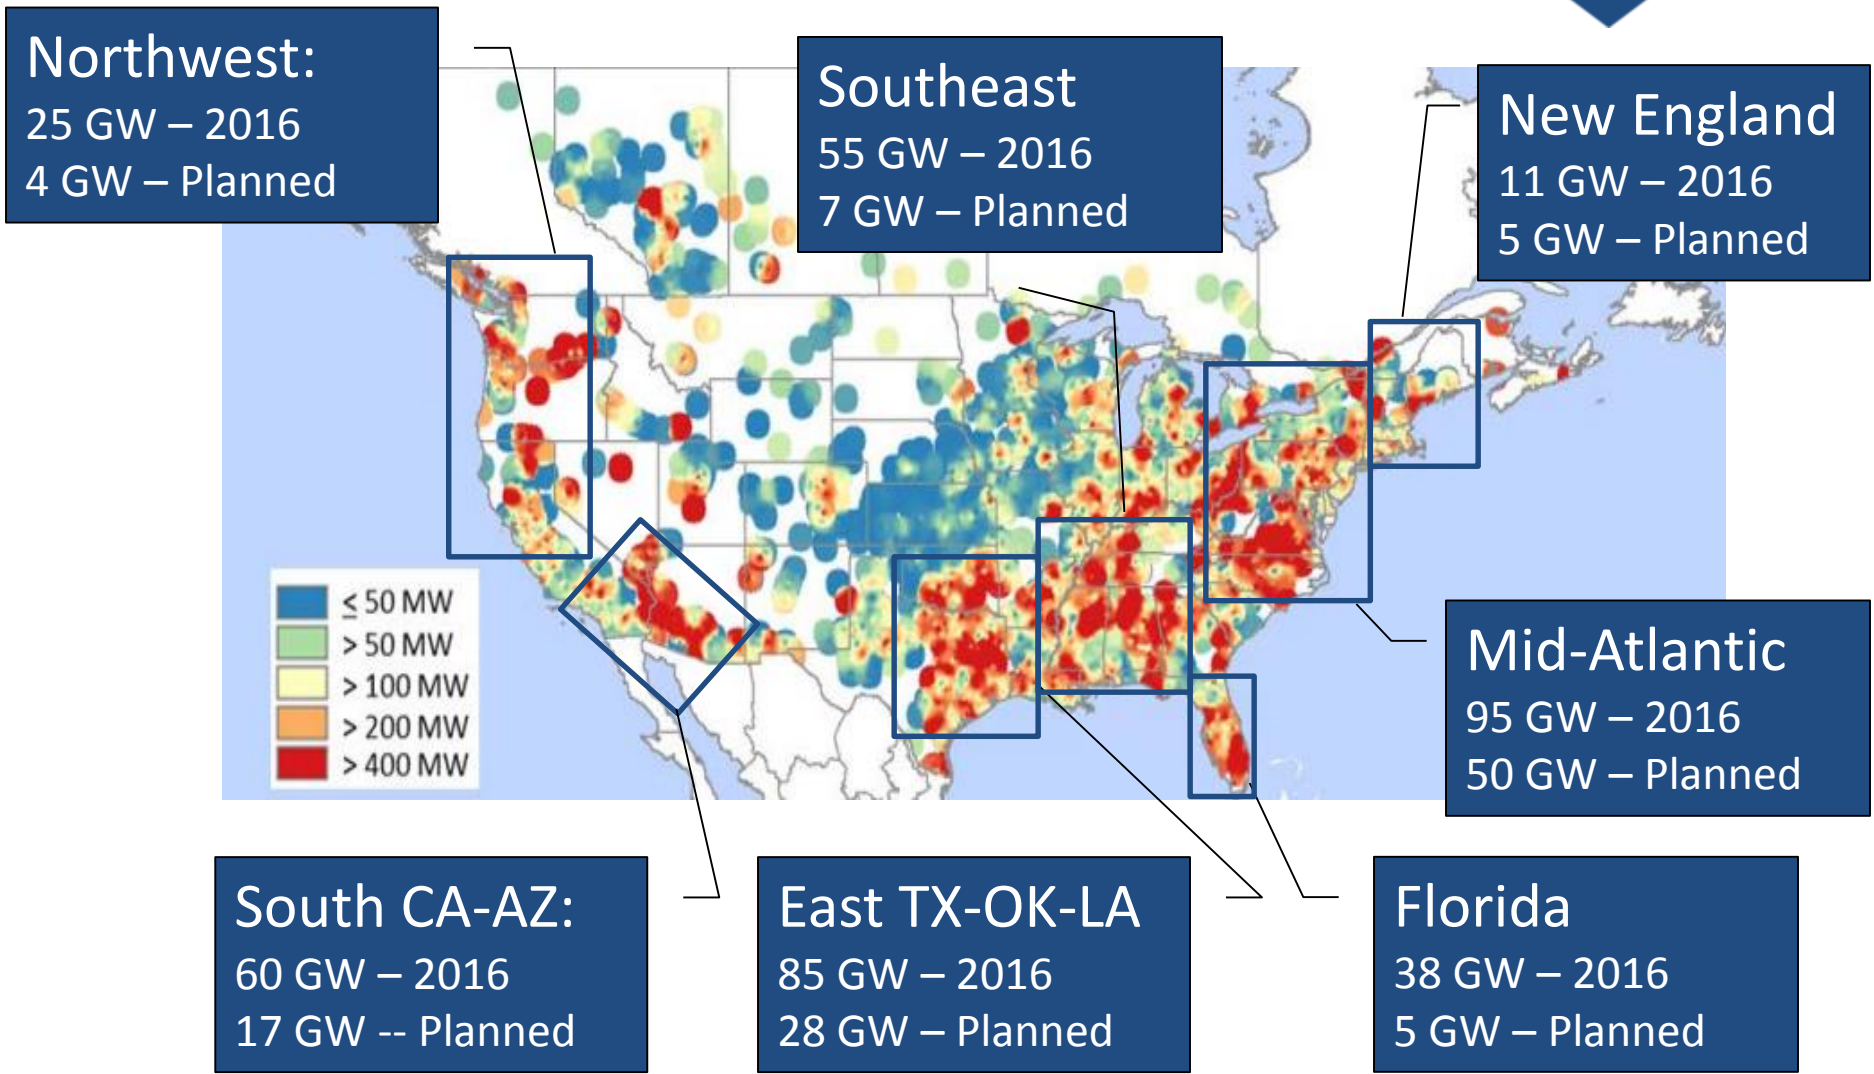 Northwest:
25 GW – 2016
4 GW – Planned
Southeast
55 GW – 2016
7 GW – Planned
New England
11 GW – 2016
5 GW – Planned
≤ 50 MW
> 50 MW
> 100 MW
> 200 MW
> 400 MW
Mid-Atlantic
95 GW – 2016
50 GW – Planned
South CA-AZ:
60 GW – 2016
17 GW -- Planned
East TX-OK-LA
85 GW – 2016
28 GW – Planned
Florida
38 GW – 2016
5 GW – Planned